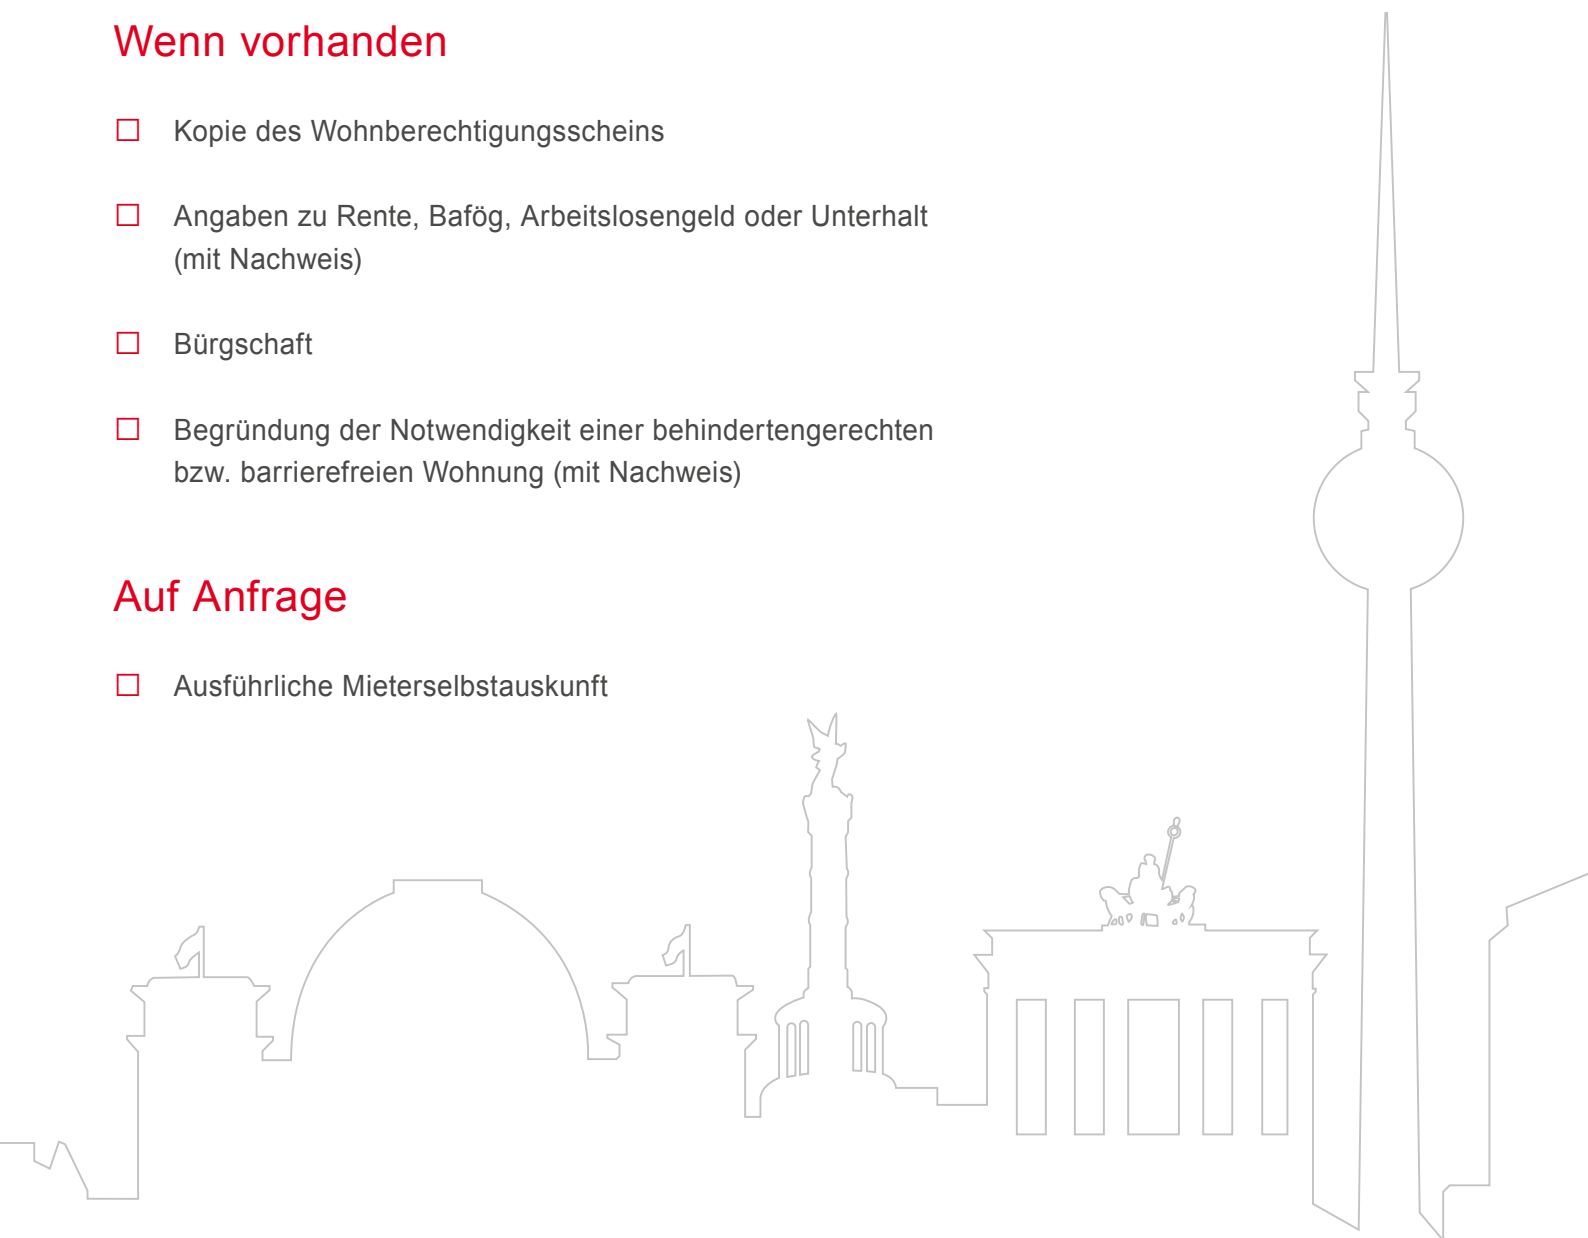 Wenn vorhanden
Kopie des Wohnberechtigungsscheins
Angaben zu Rente, Bafög, Arbeitslosengeld oder Unterhalt
(mit Nachweis)
Bürgschaft
Begründung der Notwendigkeit einer behindertengerechten
bzw. barrierefreien Wohnung (mit Nachweis)
Auf Anfrage
Ausführliche Mieterselbstauskunft